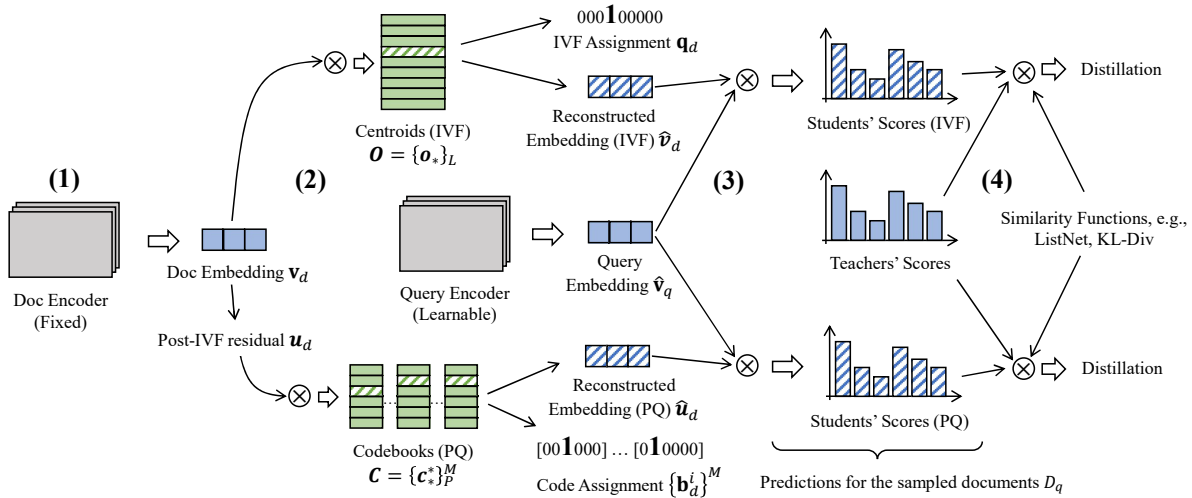 (1)
Doc Encoder
(Fixed)
Doc Embedding 𝐯_d
Post-IVF residual 𝒖_d
(2)
Centroids (IVF)
𝑶 = {𝒐_*}_L
000100000
IVF Assignment 𝐪_d
Reconstructed
Embedding (IVF) 𝒗̂_d
Query Encoder
(Learnable)
Query
Embedding 𝐯̂_q
Codebooks (PQ)
𝑪 = {𝒄_*^*}_P^M
Reconstructed
Embedding (PQ) 𝒖̂_d
[001000] … [010000]
Code Assignment {𝐛_d^i}^M
(3)
Students’ Scores (IVF)
Teachers’ Scores
Students’ Scores (PQ)
Predictions for the sampled documents D_q
(4)
Distillation
Similarity Functions, e.g.,
ListNet, KL-Div
Distillation